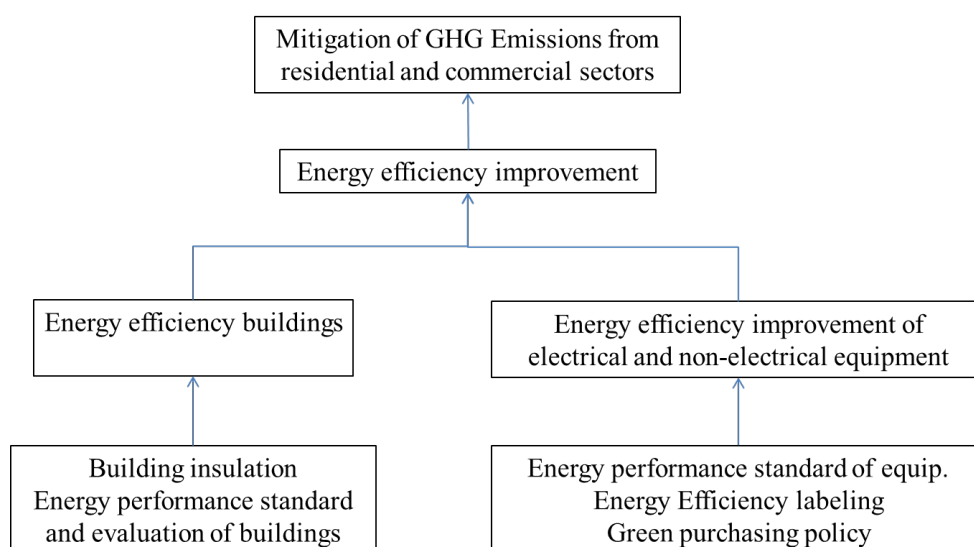 Mitigation of GHG Emissions from
residential and commercial sectors
Energy efficiency improvement
Energy efficiency buildings
Energy efficiency improvement of
electrical and non-electrical equipment
Building insulation
Energy performance standard
and evaluation of buildings
Energy performance standard of equip.
Energy Efficiency labeling
Green purchasing policy